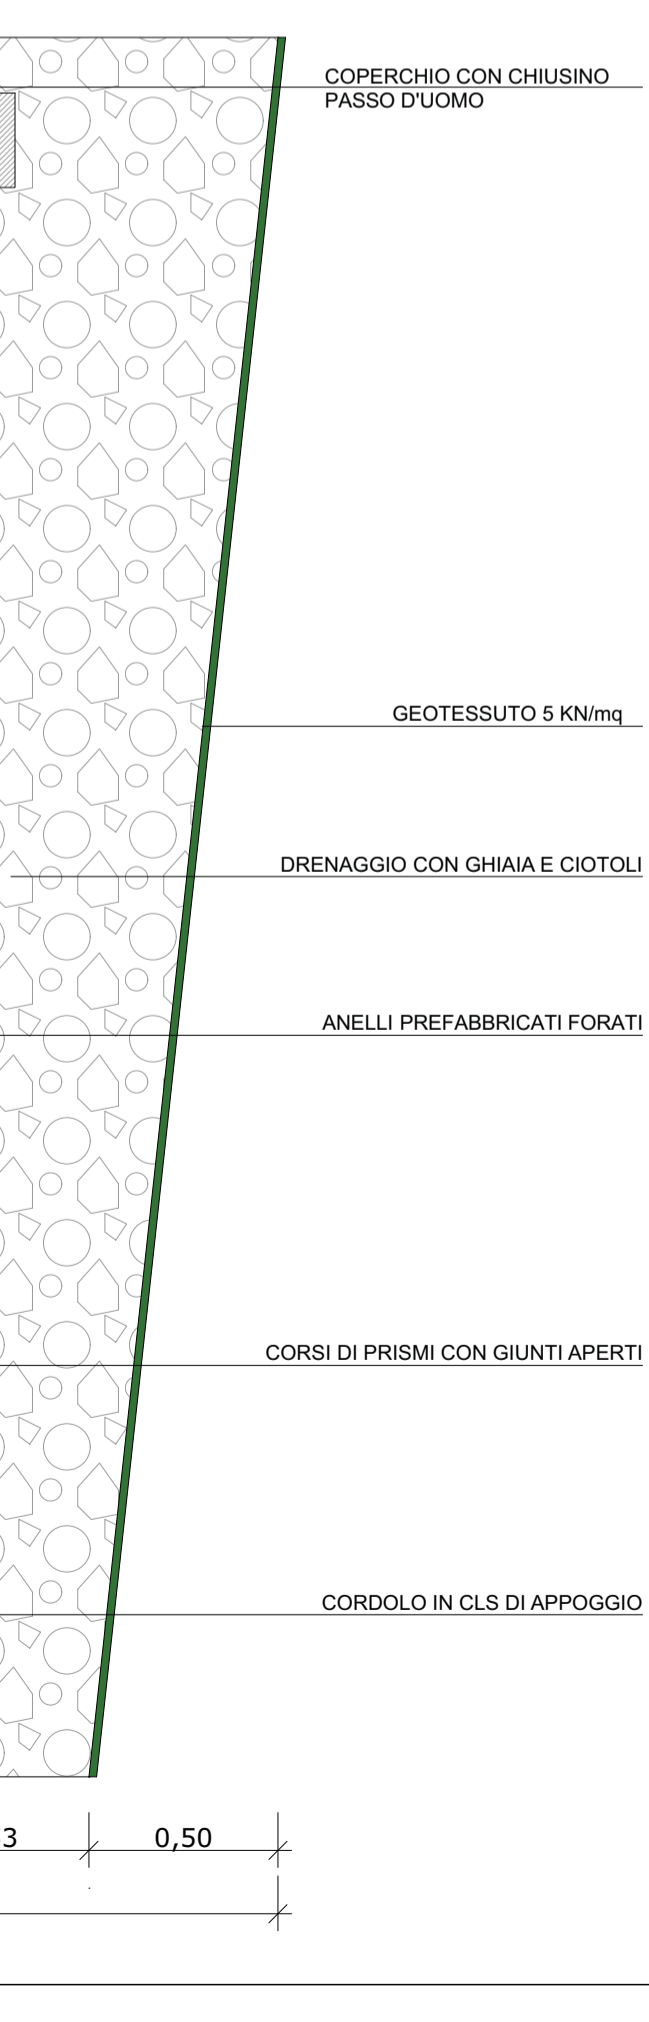 COPERCHIO CON CHIUSINO
PASSO D'UOMO
GEOTESSUTO 5 KN/mq
DRENAGGIO CON GHIAIA E CIOTOLI
ANELLI PREFABBRICATI FORATI
CORSI DI PRISMI CON GIUNTI APERTI
CORDOLO IN CLS DI APPOGGIO
0,50